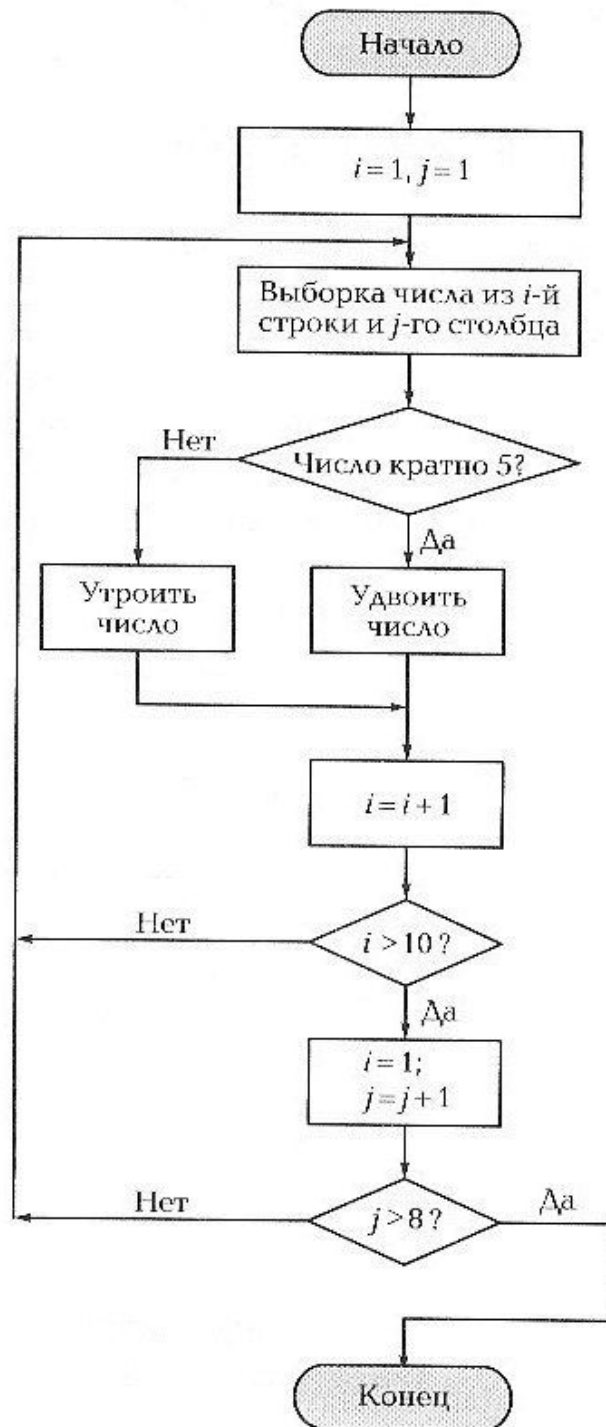 Начало
i = 1, j = 1
Выборка числа из i-й
строки и j-го столбца
Нет
Число кратно 5?
Да
Утроить
число
Удвоить
число
i = i + 1
Нет
i > 10 ?
Да
i = 1;
j = j + 1
Нет
j > 8 ?
Да
Конец